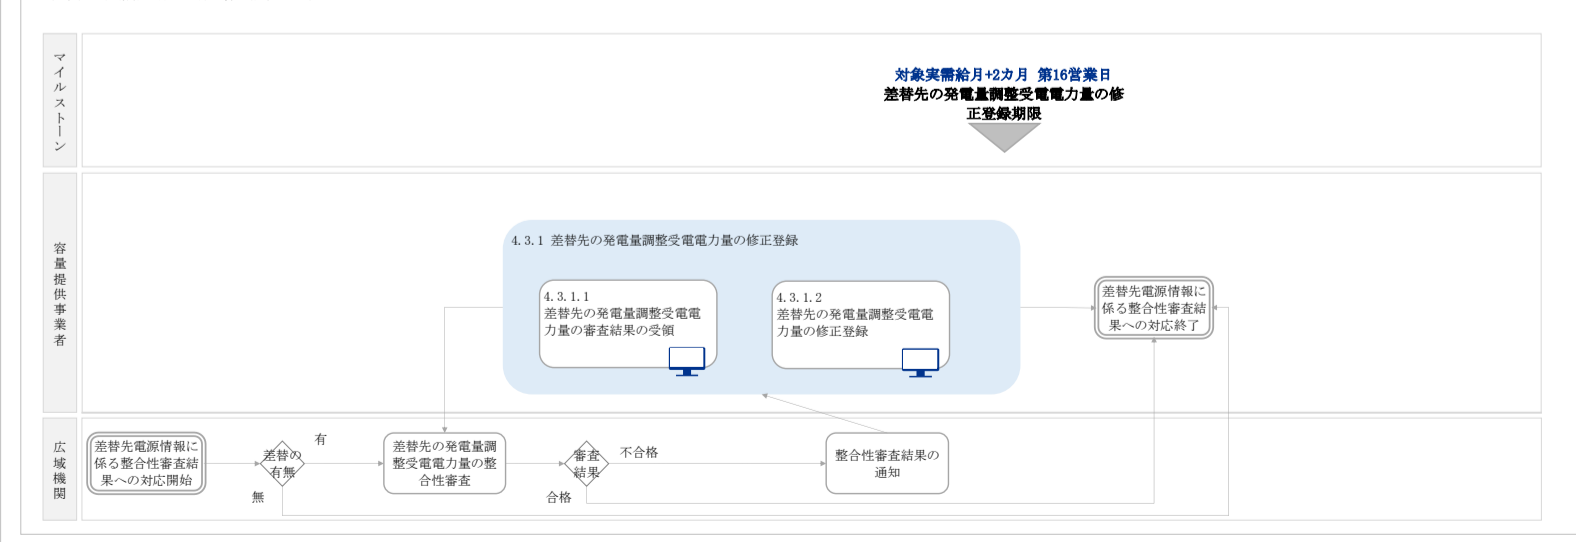 マイルストーン
対象実需給月+2カ月 第16営業日
差替先の発電量調整受電電力量の修
正登録期限
容量提供事業者
4.3.1 差替先の発電量調整受電電力量の修正登録
4.3.1.1
差替先の発電量調整受電電
力量の審査結果の受領
4.3.1.2
差替先の発電量調整受電電
力量の修正登録
差替先電源情報に
係る整合性審査結
果への対応終了
広域機関
差替先電源情報に
係る整合性審査結
果への対応開始
差替の
有無
有
無
差替先の発電量調
整受電電力量の整
合性審査
審査
結果
不合格
合格
整合性審査結果の
通知